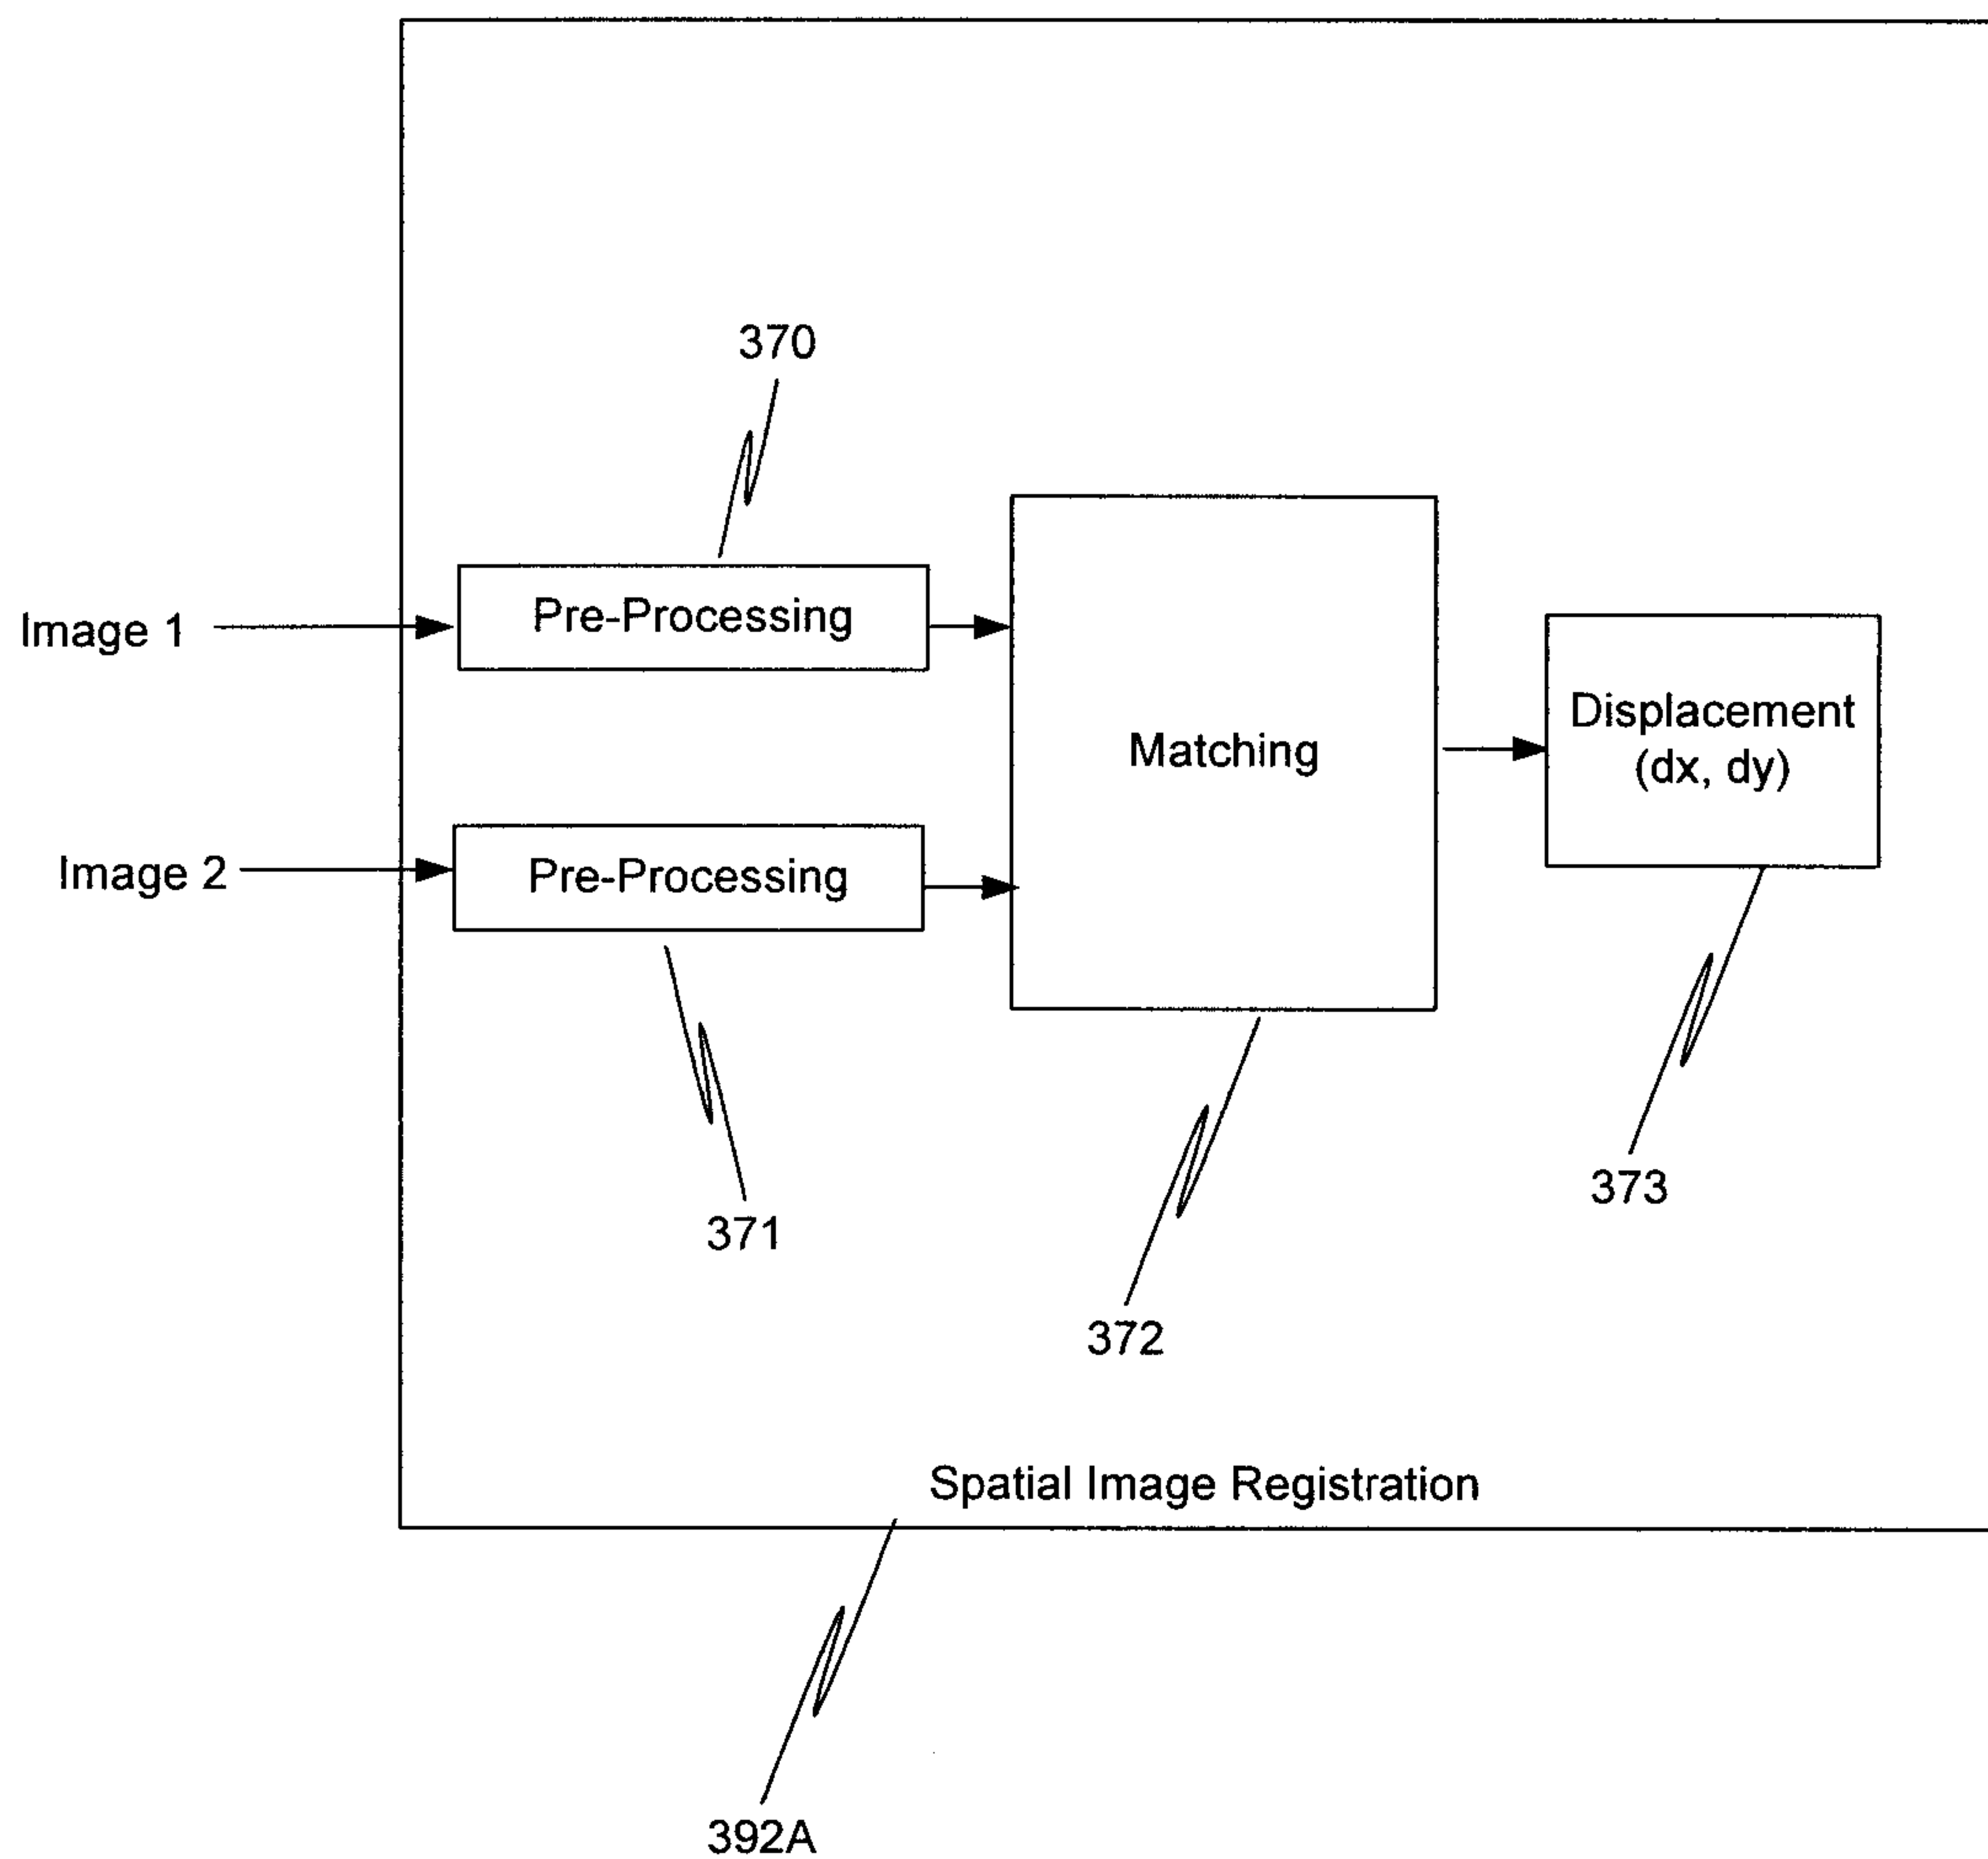 370
Image 1
Pre-Processing
Displacement
(dx, dy)
Matching
Image 2
Pre-Processing
373
371
372
Spatial Image Registration
392A